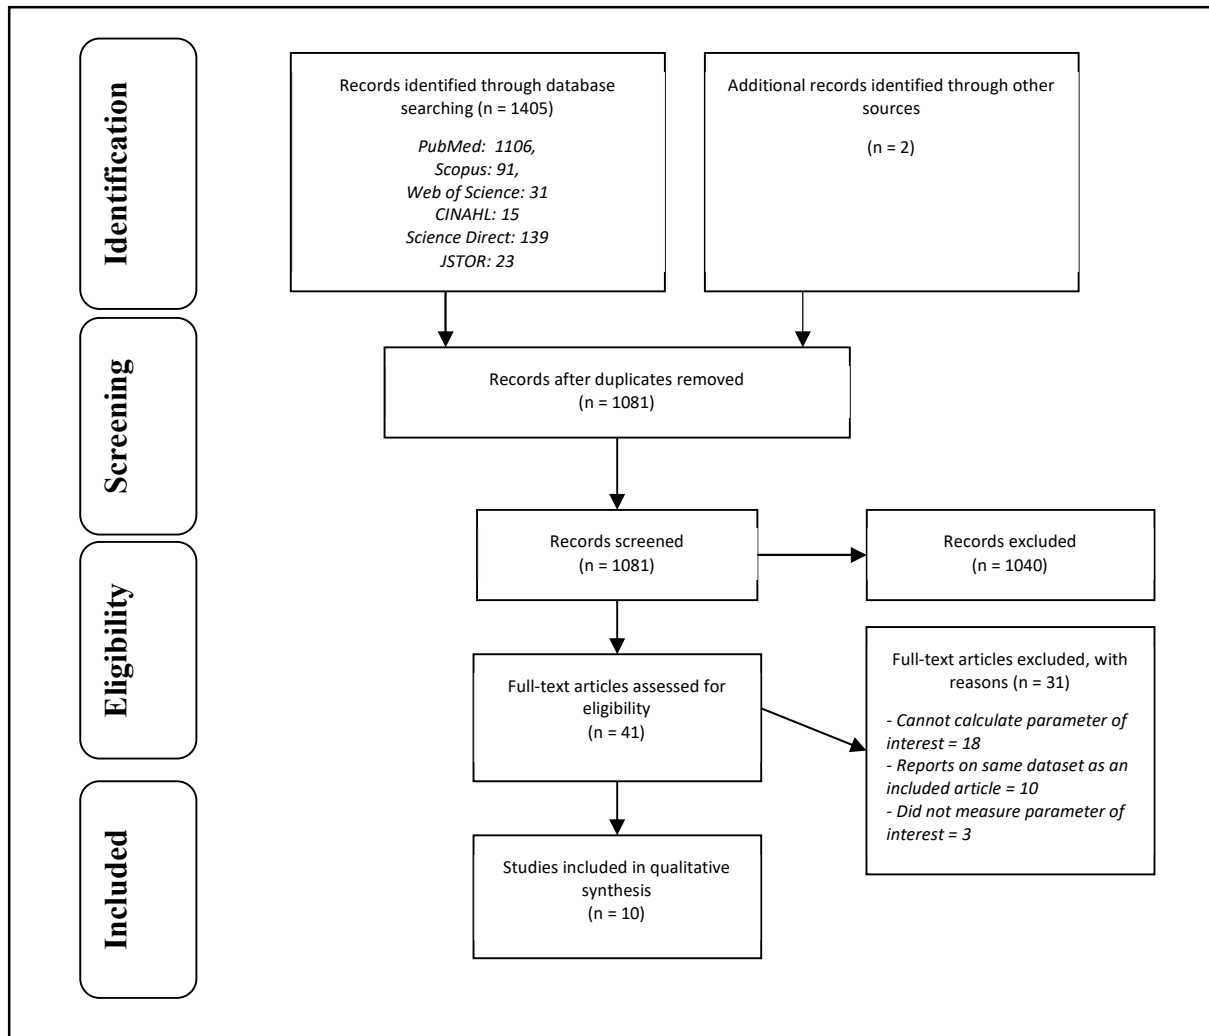 Identification
Records identified through database
searching (n = 1405)
PubMed:  1106,
Scopus: 91,
Web of Science: 31
CINAHL: 15
Science Direct: 139
JSTOR: 23
Additional records identified through other
sources
(n = 2)
Screening
Records after duplicates removed
(n = 1081)
Records screened
(n = 1081)
Records excluded
(n = 1040)
Eligibility
Full-text articles assessed for
eligibility
(n = 41)
Full-text articles excluded, with
reasons (n = 31)
- Cannot calculate parameter of
interest = 18
- Reports on same dataset as an
included article = 10
- Did not measure parameter of
interest = 3
Included
Studies included in qualitative
synthesis
(n = 10)